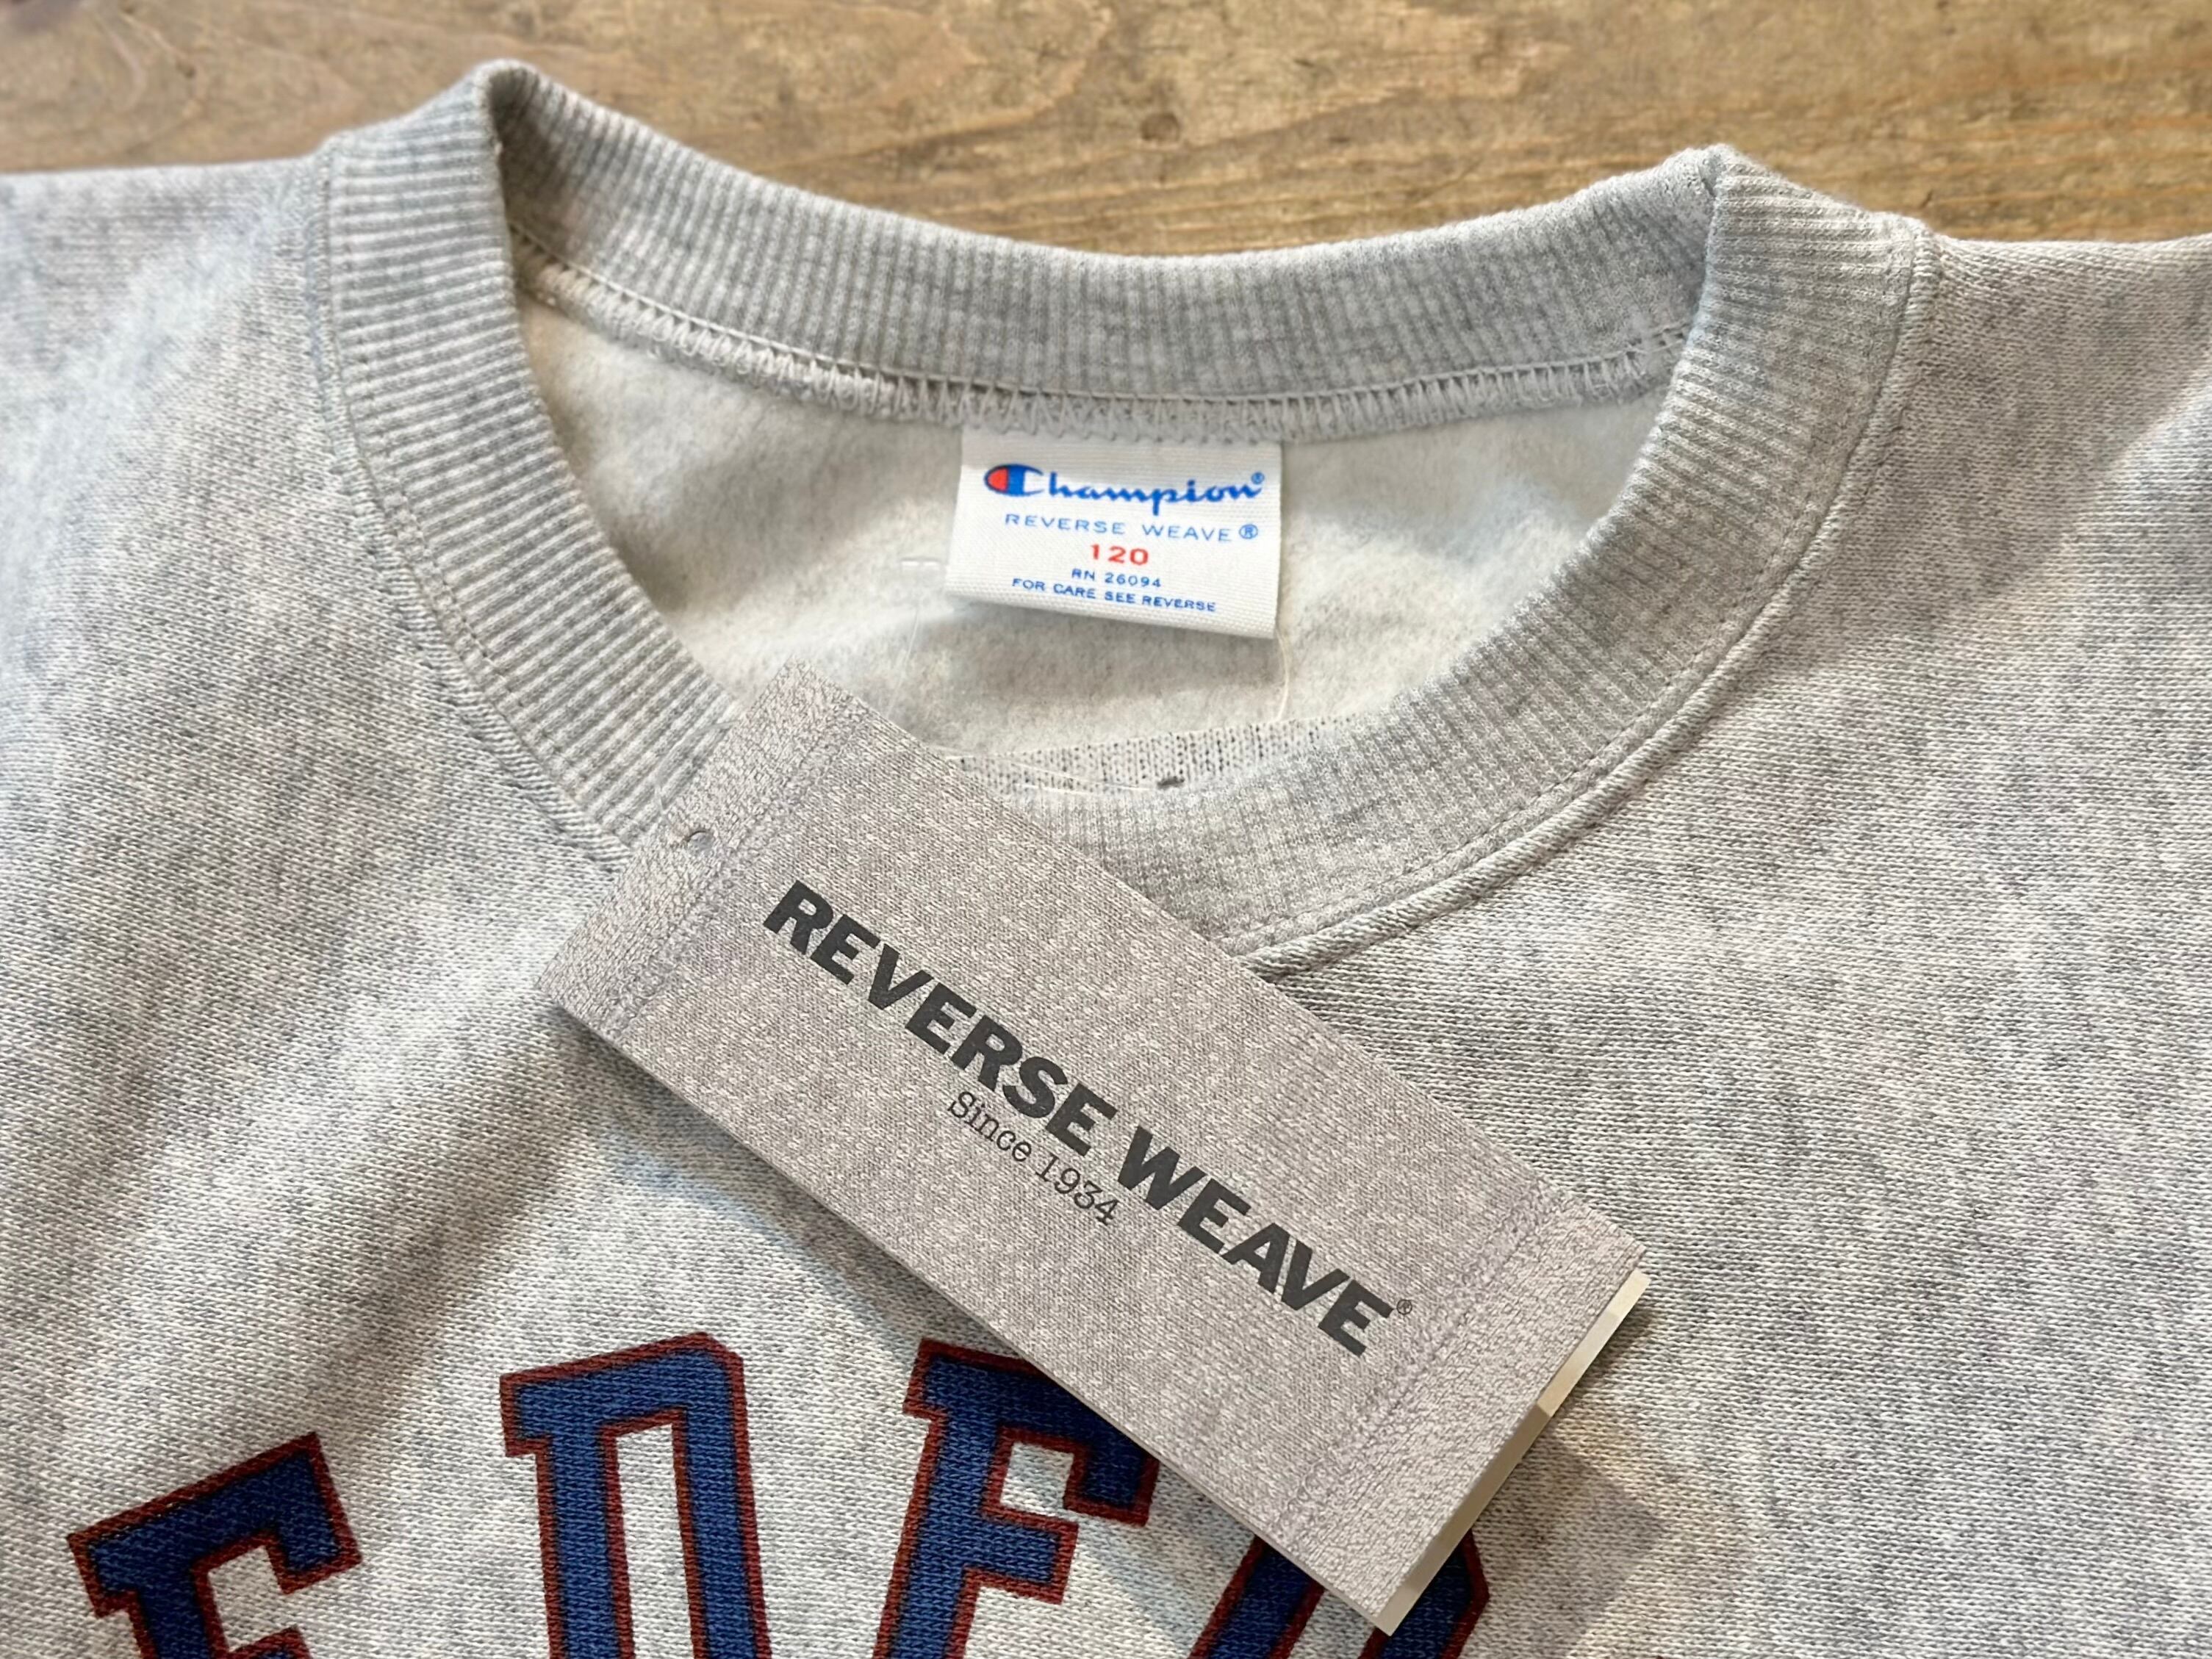 Champion®
REVERSE WEAVE®
120
RN 26094
FOR CARE SEE REVERSE
REVERSE WEAVE®
Since 1934